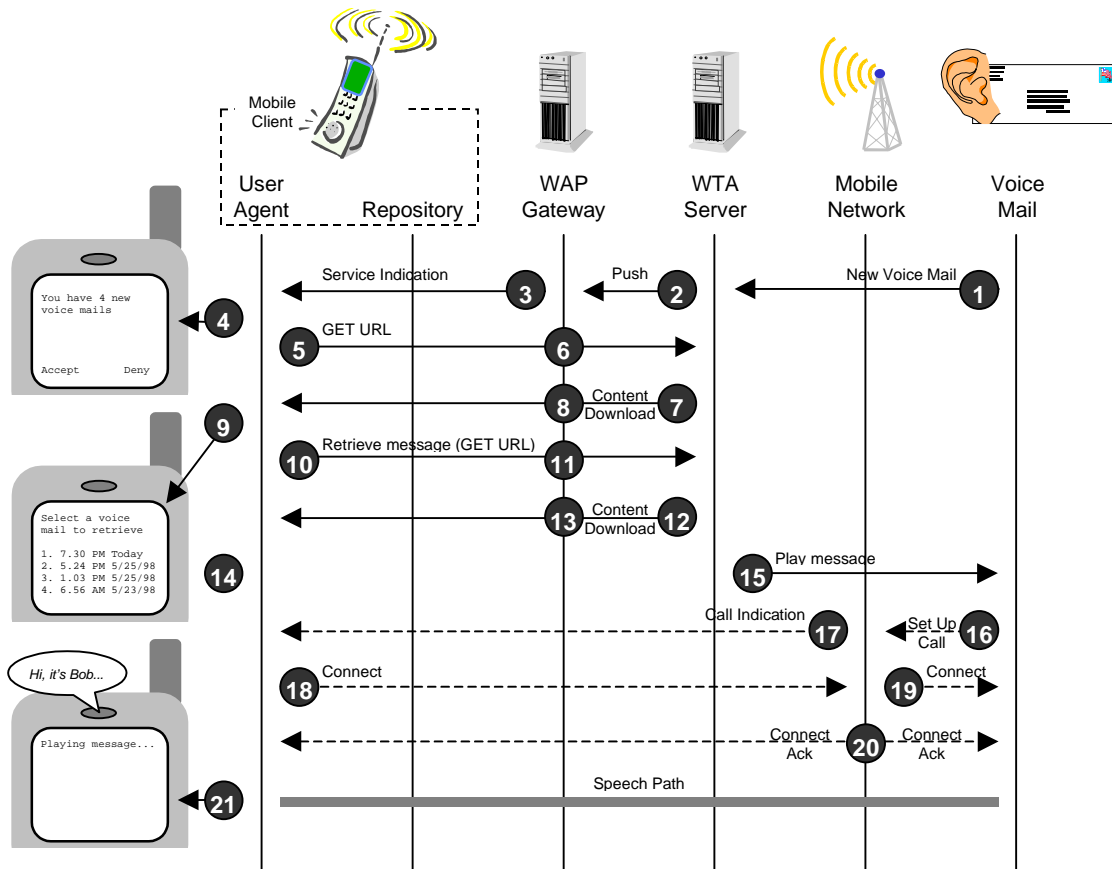 Mobile
Client
User
Agent
Repository
WAP
Gateway
WTA
Server
Mobile
Network
Voice
Mail
Service Indication
3
Push
2
New Voice Mail
1
You have 4 new
voice mails
Accept Deny
4
GET URL
5
6
8
Content
Download
7
9
Retrieve message (GET URL)
10
11
13
Content
Download
12
Select a voice
mail to retrieve
1. 7.30 PM Today
2. 5.24 PM 5/25/98
3. 1.03 PM 5/25/98
4. 6.56 AM 5/23/98
14
15
Play message
Call Indication
17
Set Up
Call
16
Hi, it's Bob...
18
Connect
19
Connect
Playing message...
Connect
Ack
20
Connect
Ack
Speech Path
21